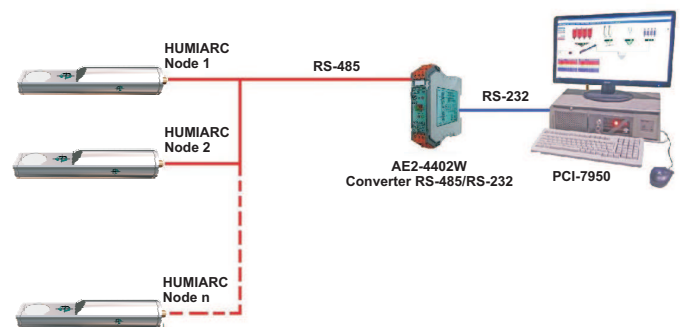 HUMIARC
Node 1
RS-485
RS-232
HUMIARC
Node 2
AE2-4402W
Converter RS-485/RS-232
PCI-7950
HUMIARC
Node n